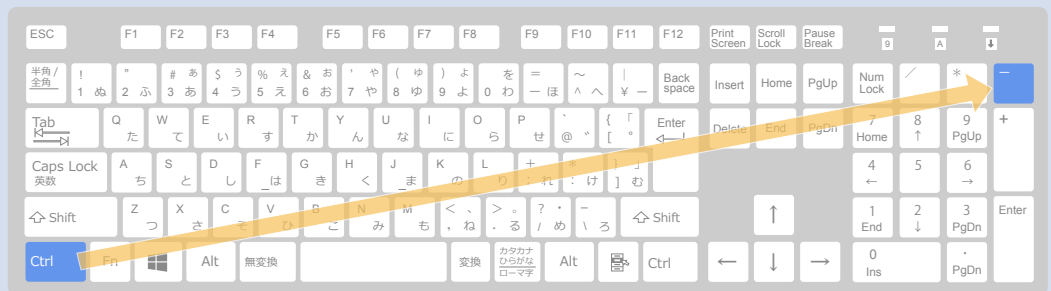 ESC F1 F2 F3 F4 F5 F6 F7 F8 F9 F10 F11 F12 Print Screen Scroll Lock Pause Break 9 A
半角/全角 ! 1 ぬ " 2 ふ # ぁ 3 あ $ ぅ 4 う % ぇ 5 え & ぉ 6 お ' ゃ 7 や ( ゅ 8 ゆ ) ょ 9 よ を 0 わ = ー ほ ~ ^ へ | ¥ ー Back space Insert Home PgUp Num Lock / * −
Tab Q た W て E い R す T か Y ん U な I に O ら P せ ` @ ゛ { 「 [ ゜ Enter Delete End PgDn 7 Home 8 ↑ 9 PgUp +
Caps Lock 英数 A ち S と D し F _は G き H く J _ま K の L り + ; れ * : け } 」 ] む 4 ← 5 6 →
Shift Z つ X さ C そ V ひ B こ N み M も < 、 , ね > 。 . る ? ・ / め − \ ろ Shift ↑ 1 End 2 ↓ 3 PgDn Enter
Ctrl Fn Alt 無変換 変換 カタカナ ひらがな ローマ字 Alt Ctrl ← ↓ → 0 Ins . PgDn